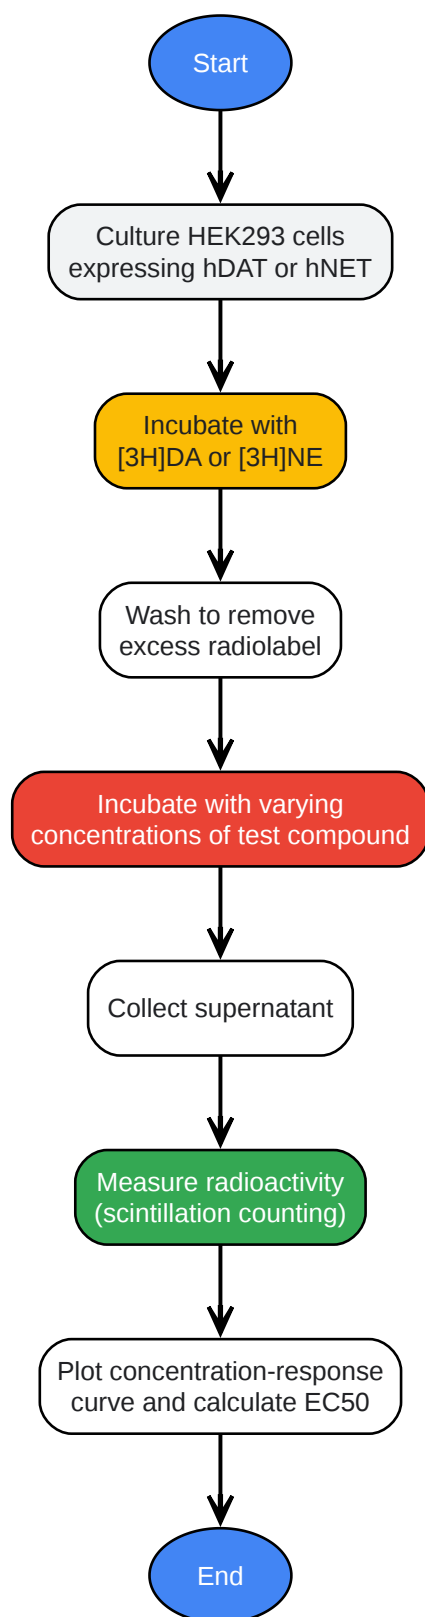 Start
Culture HEK293 cells
expressing hDAT or hNET
Incubate with
[3H]DA or [3H]NE
Wash to remove
excess radiolabel
Incubate with varying
concentrations of test compound
Collect supernatant
Measure radioactivity
(scintillation counting)
Plot concentration-response
curve and calculate EC50
End